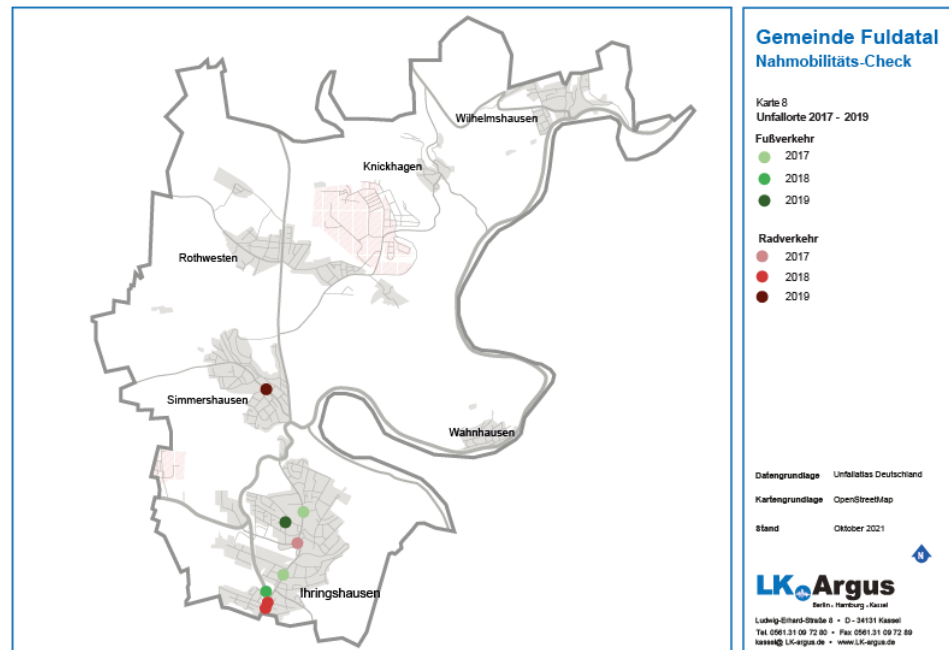 Wilhelmshausen
Knickhagen
Rothwesten
Simmershausen
Wahnhausen
Ihringshausen
Gemeinde Fuldatal
Nahmobilitäts-Check
Karte 8
Unfallorte 2017 - 2019
Fußverkehr
2017
2018
2019
Radverkehr
2017
2018
2019
Datengrundlage Unfallatlas Deutschland
Kartengrundlage OpenStreetMap
Stand Oktober 2021
N
LK Argus
Berlin • Hamburg • Kassel
Ludwig-Erhard-Straße 8 • D - 34131 Kassel
Tel. 0561.31 09 72 80 • Fax 0561.31 09 72 89
kassel@ LK-argus.de • www.LK-argus.de